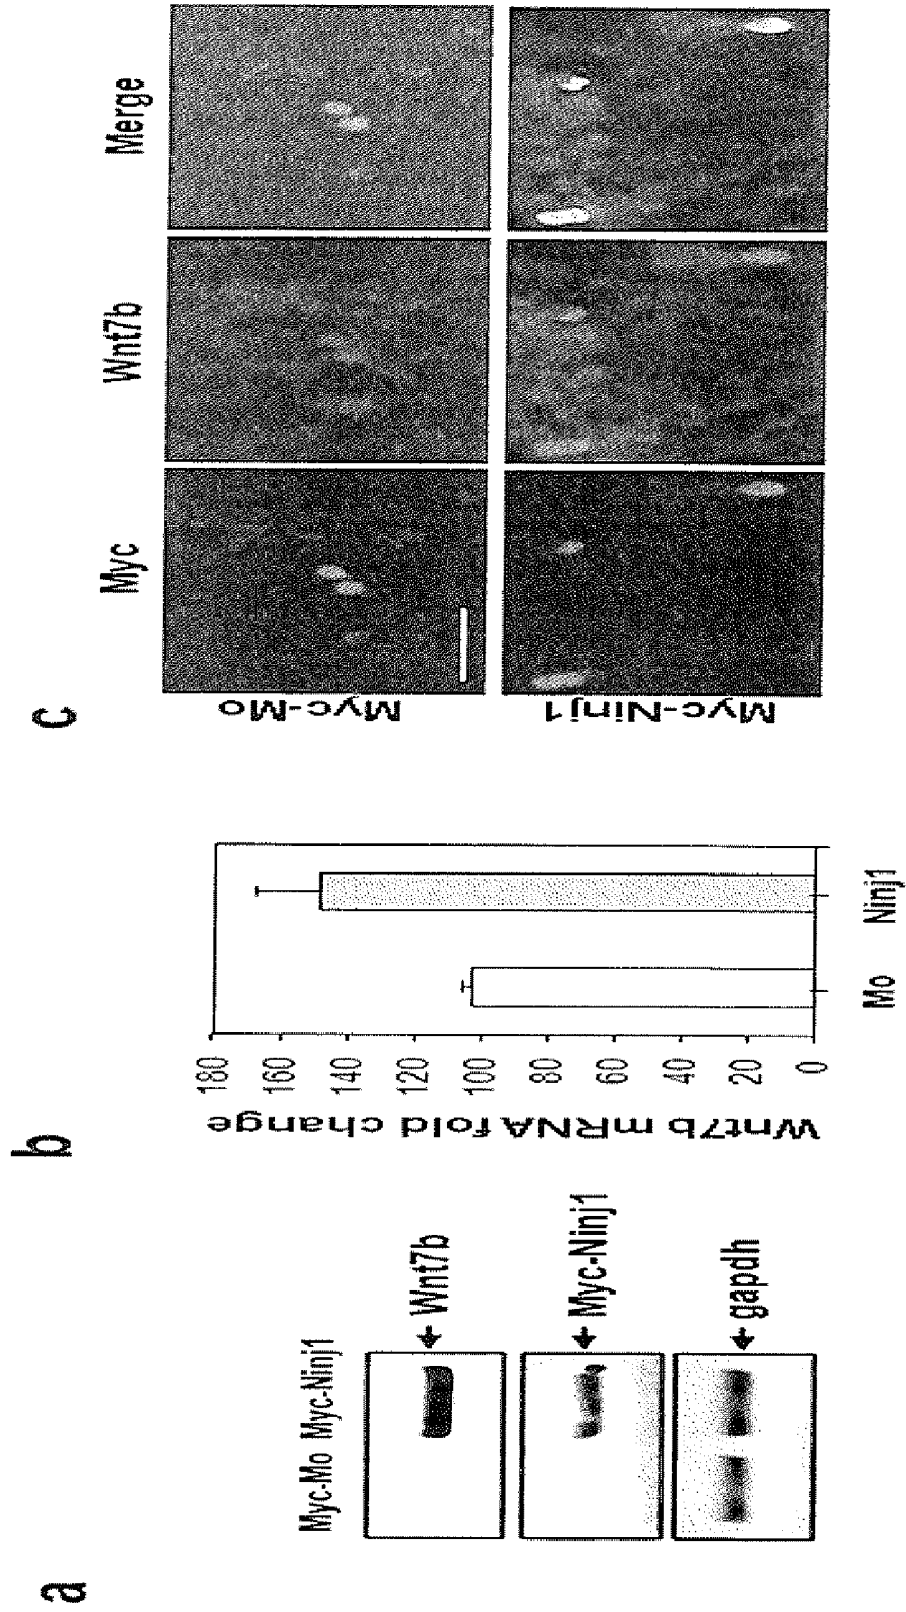 a
Myc-Mo Myc-Ninj1
Wnt7b
Myc-Ninj1
gapdh
b
Wnt7b mRNA fold change
180
160
140
120
100
80
60
40
20
0
Mo Ninj1
c
Myc Wnt7b Merge
Myc-Mo
Myc-Ninj1